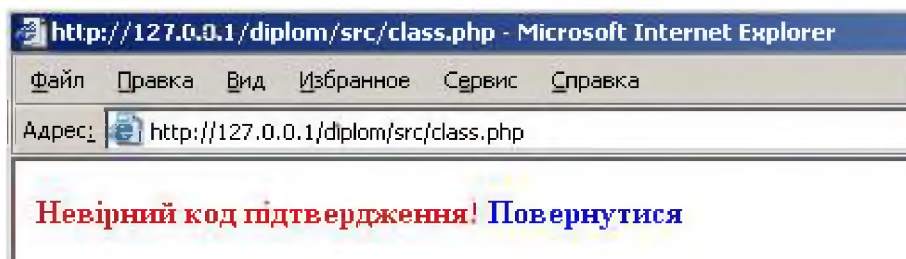 http://127.0.0.1/diplom/src/class.php - Microsoft Internet Explorer
Файл Правка Вид Избранное Сервис Справка
Адрес: http://127.0.0.1/diplom/src/class.php
Невірний код підтвердження! Повернутися